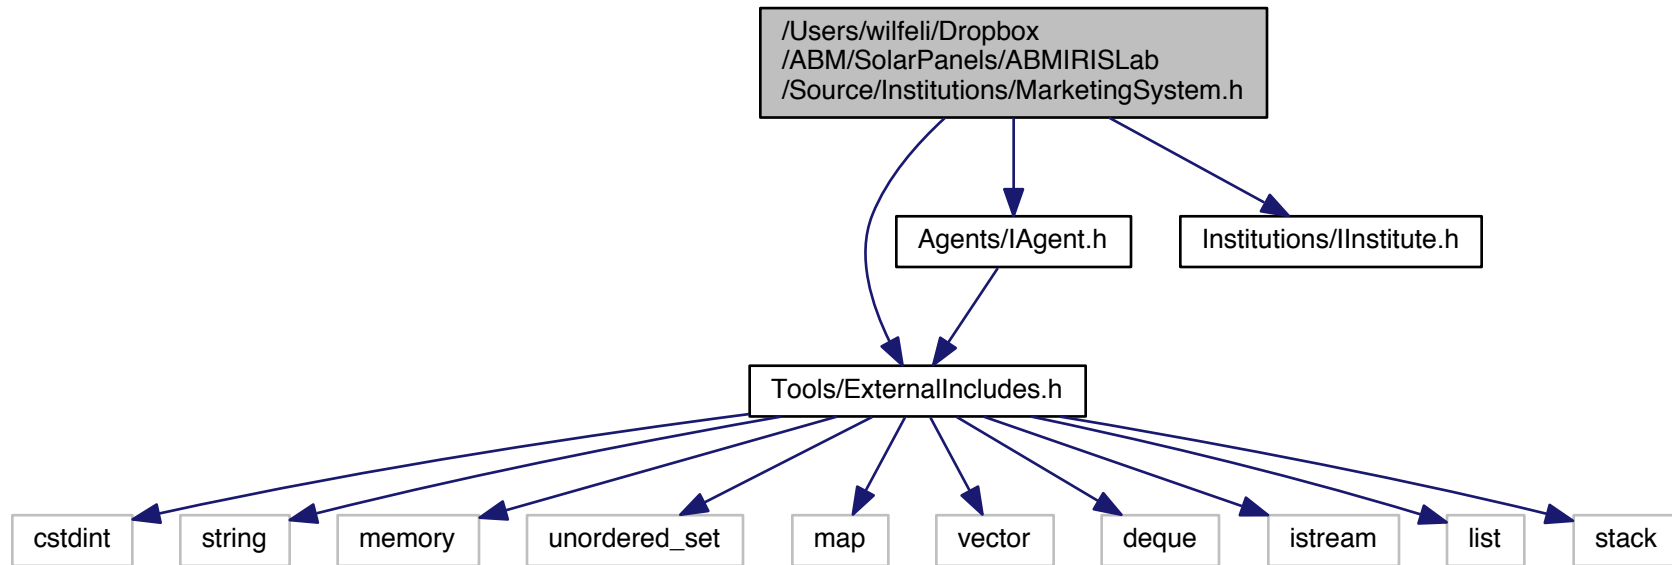 /Users/wilfeli/Dropbox
/ABM/SolarPanels/ABMIRISLab
/Source/Institutions/MarketingSystem.h
Agents/IAgent.h
Institutions/IInstitute.h
Tools/ExternalIncludes.h
cstdint
string
memory
unordered_set
map
vector
deque
istream
list
stack